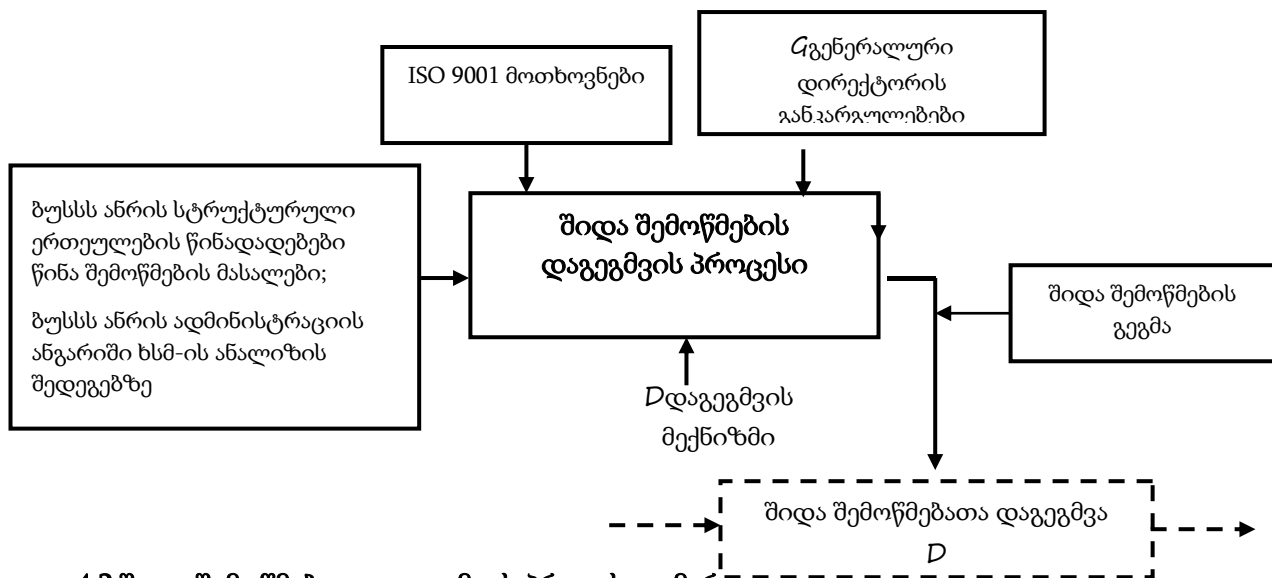 ISO 9001 მოთხოვნები
Gგენერალური
დირექტორის
განკარგულებები
ბუსსს ანრის სტრუქტურული
ერთეულების წინადადებები
წინა შემოწმების მასალები;
ბუსსს ანრის ადმინისტრაციის
ანგარიში ხსმ-ის ანალიზის
შედეგებზე
შიდა შემოწმების
დაგეგმვის პროცესი
შიდა შემოწმების
გეგმა
Dდაგეგმვის
მექნიზმი
შიდა შემოწმებათა დაგეგმვა
D